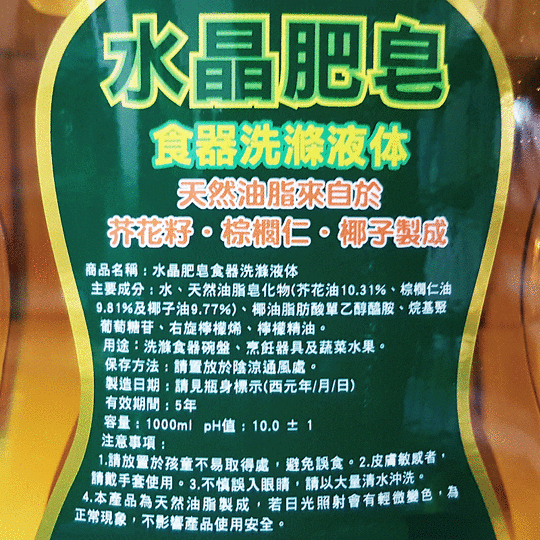 水晶肥皂
食器洗滌液体
天然油脂來自於
芥花籽・棕櫚仁・椰子製成
商品名稱：水晶肥皂食器洗滌液体
主要成分：水、天然油脂皂化物(芥花油10.31%、棕櫚仁油
9.81%及椰子油9.77%)、椰油脂肪酸單乙醇醯胺、烷基聚
葡萄糖苷、右旋檸檬烯、檸檬精油。
用途：洗滌食器碗盤、烹飪器具及蔬菜水果。
保存方法：請置放於陰涼通風處。
製造日期：請見瓶身標示(西元年/月/日)
有效期間：5年
容量：1000ml pH值：10.0 ± 1
注意事項：
1.請放置於孩童不易取得處，避免誤食。2.皮膚敏感者，
請戴手套使用。3.不慎誤入眼睛，請以大量清水沖洗。
4.本產品為天然油脂製成，若日光照射會有輕微變色，為
正常現象，不影響產品使用安全。